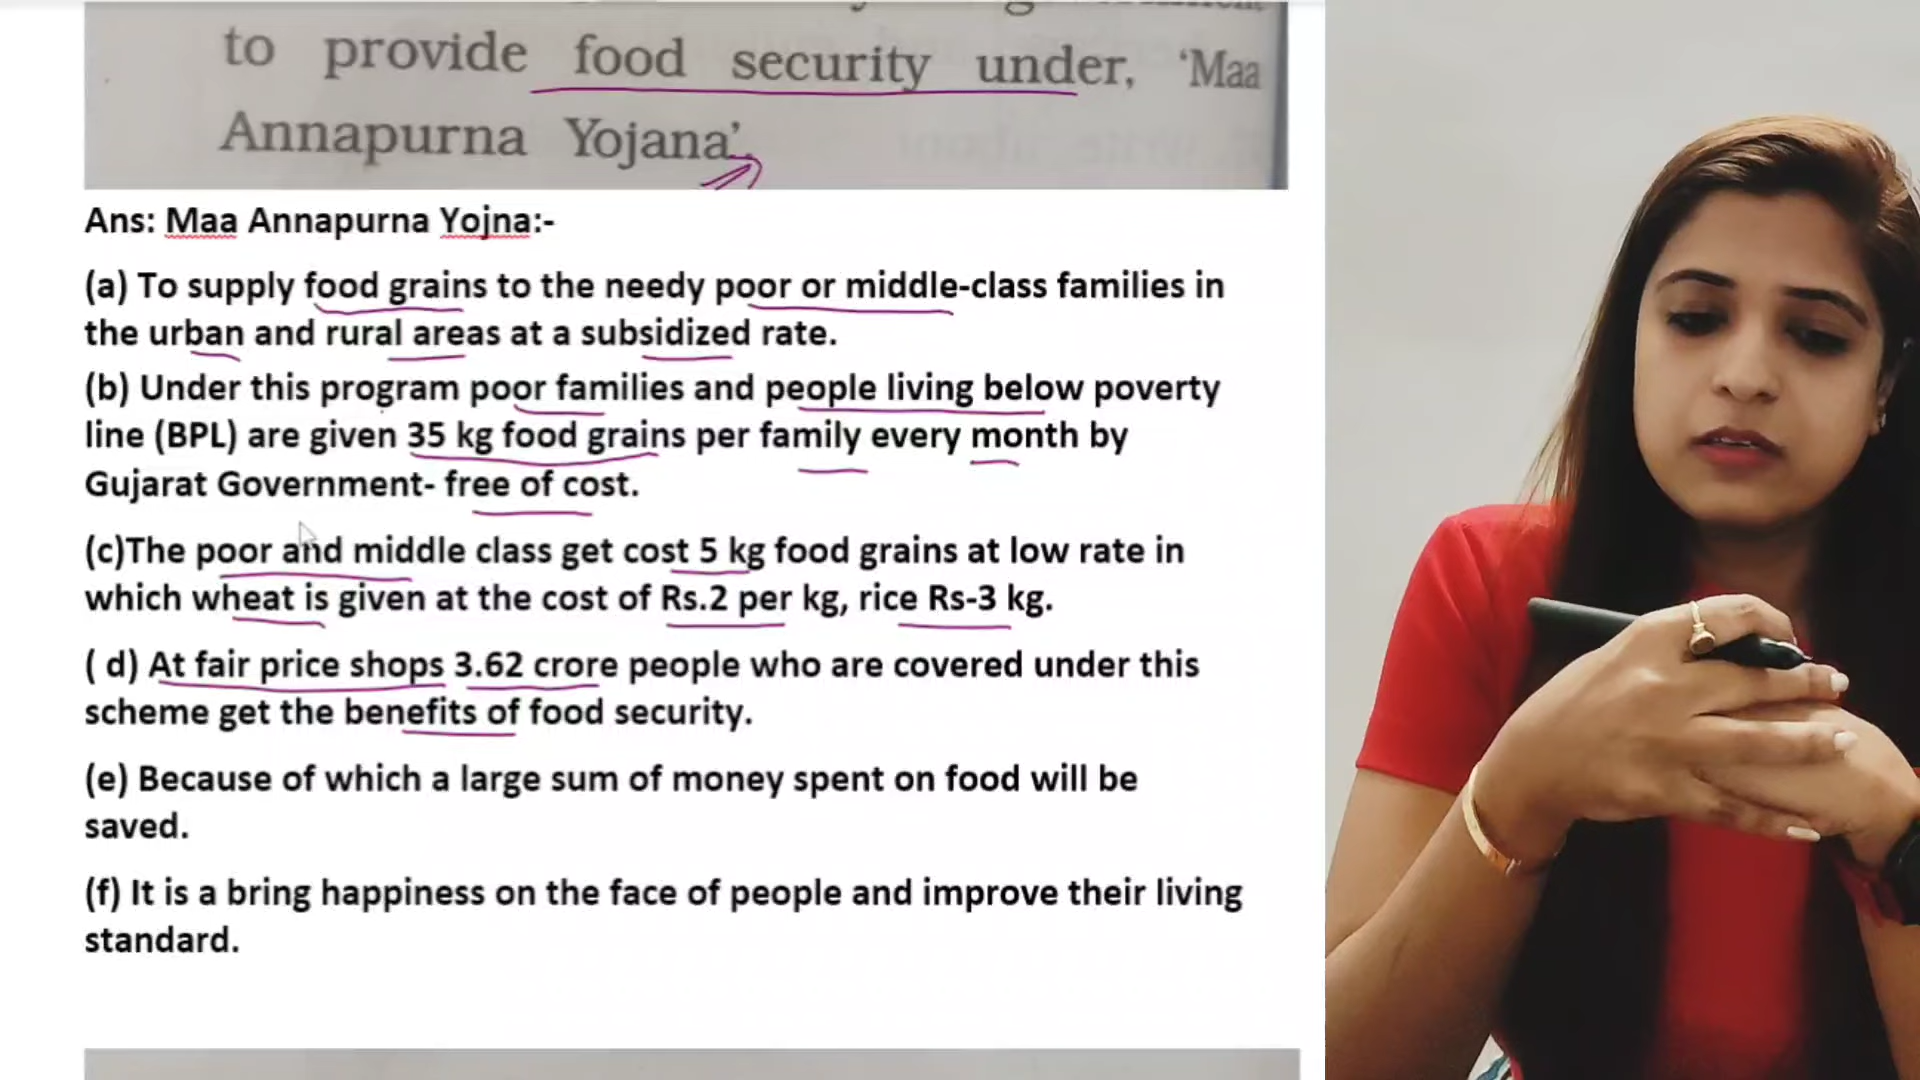 to provide food security under, ‘Maa
Annapurna Yojana’.
Ans: Maa Annapurna Yojna:-
(a) To supply food grains to the needy poor or middle-class families in
the urban and rural areas at a subsidized rate.
(b) Under this program poor families and people living below poverty
line (BPL) are given 35 kg food grains per family every month by
Gujarat Government- free of cost.
(c)The poor and middle class get cost 5 kg food grains at low rate in
which wheat is given at the cost of Rs.2 per kg, rice Rs-3 kg.
( d) At fair price shops 3.62 crore people who are covered under this
scheme get the benefits of food security.
(e) Because of which a large sum of money spent on food will be
saved.
(f) It is a bring happiness on the face of people and improve their living
standard.